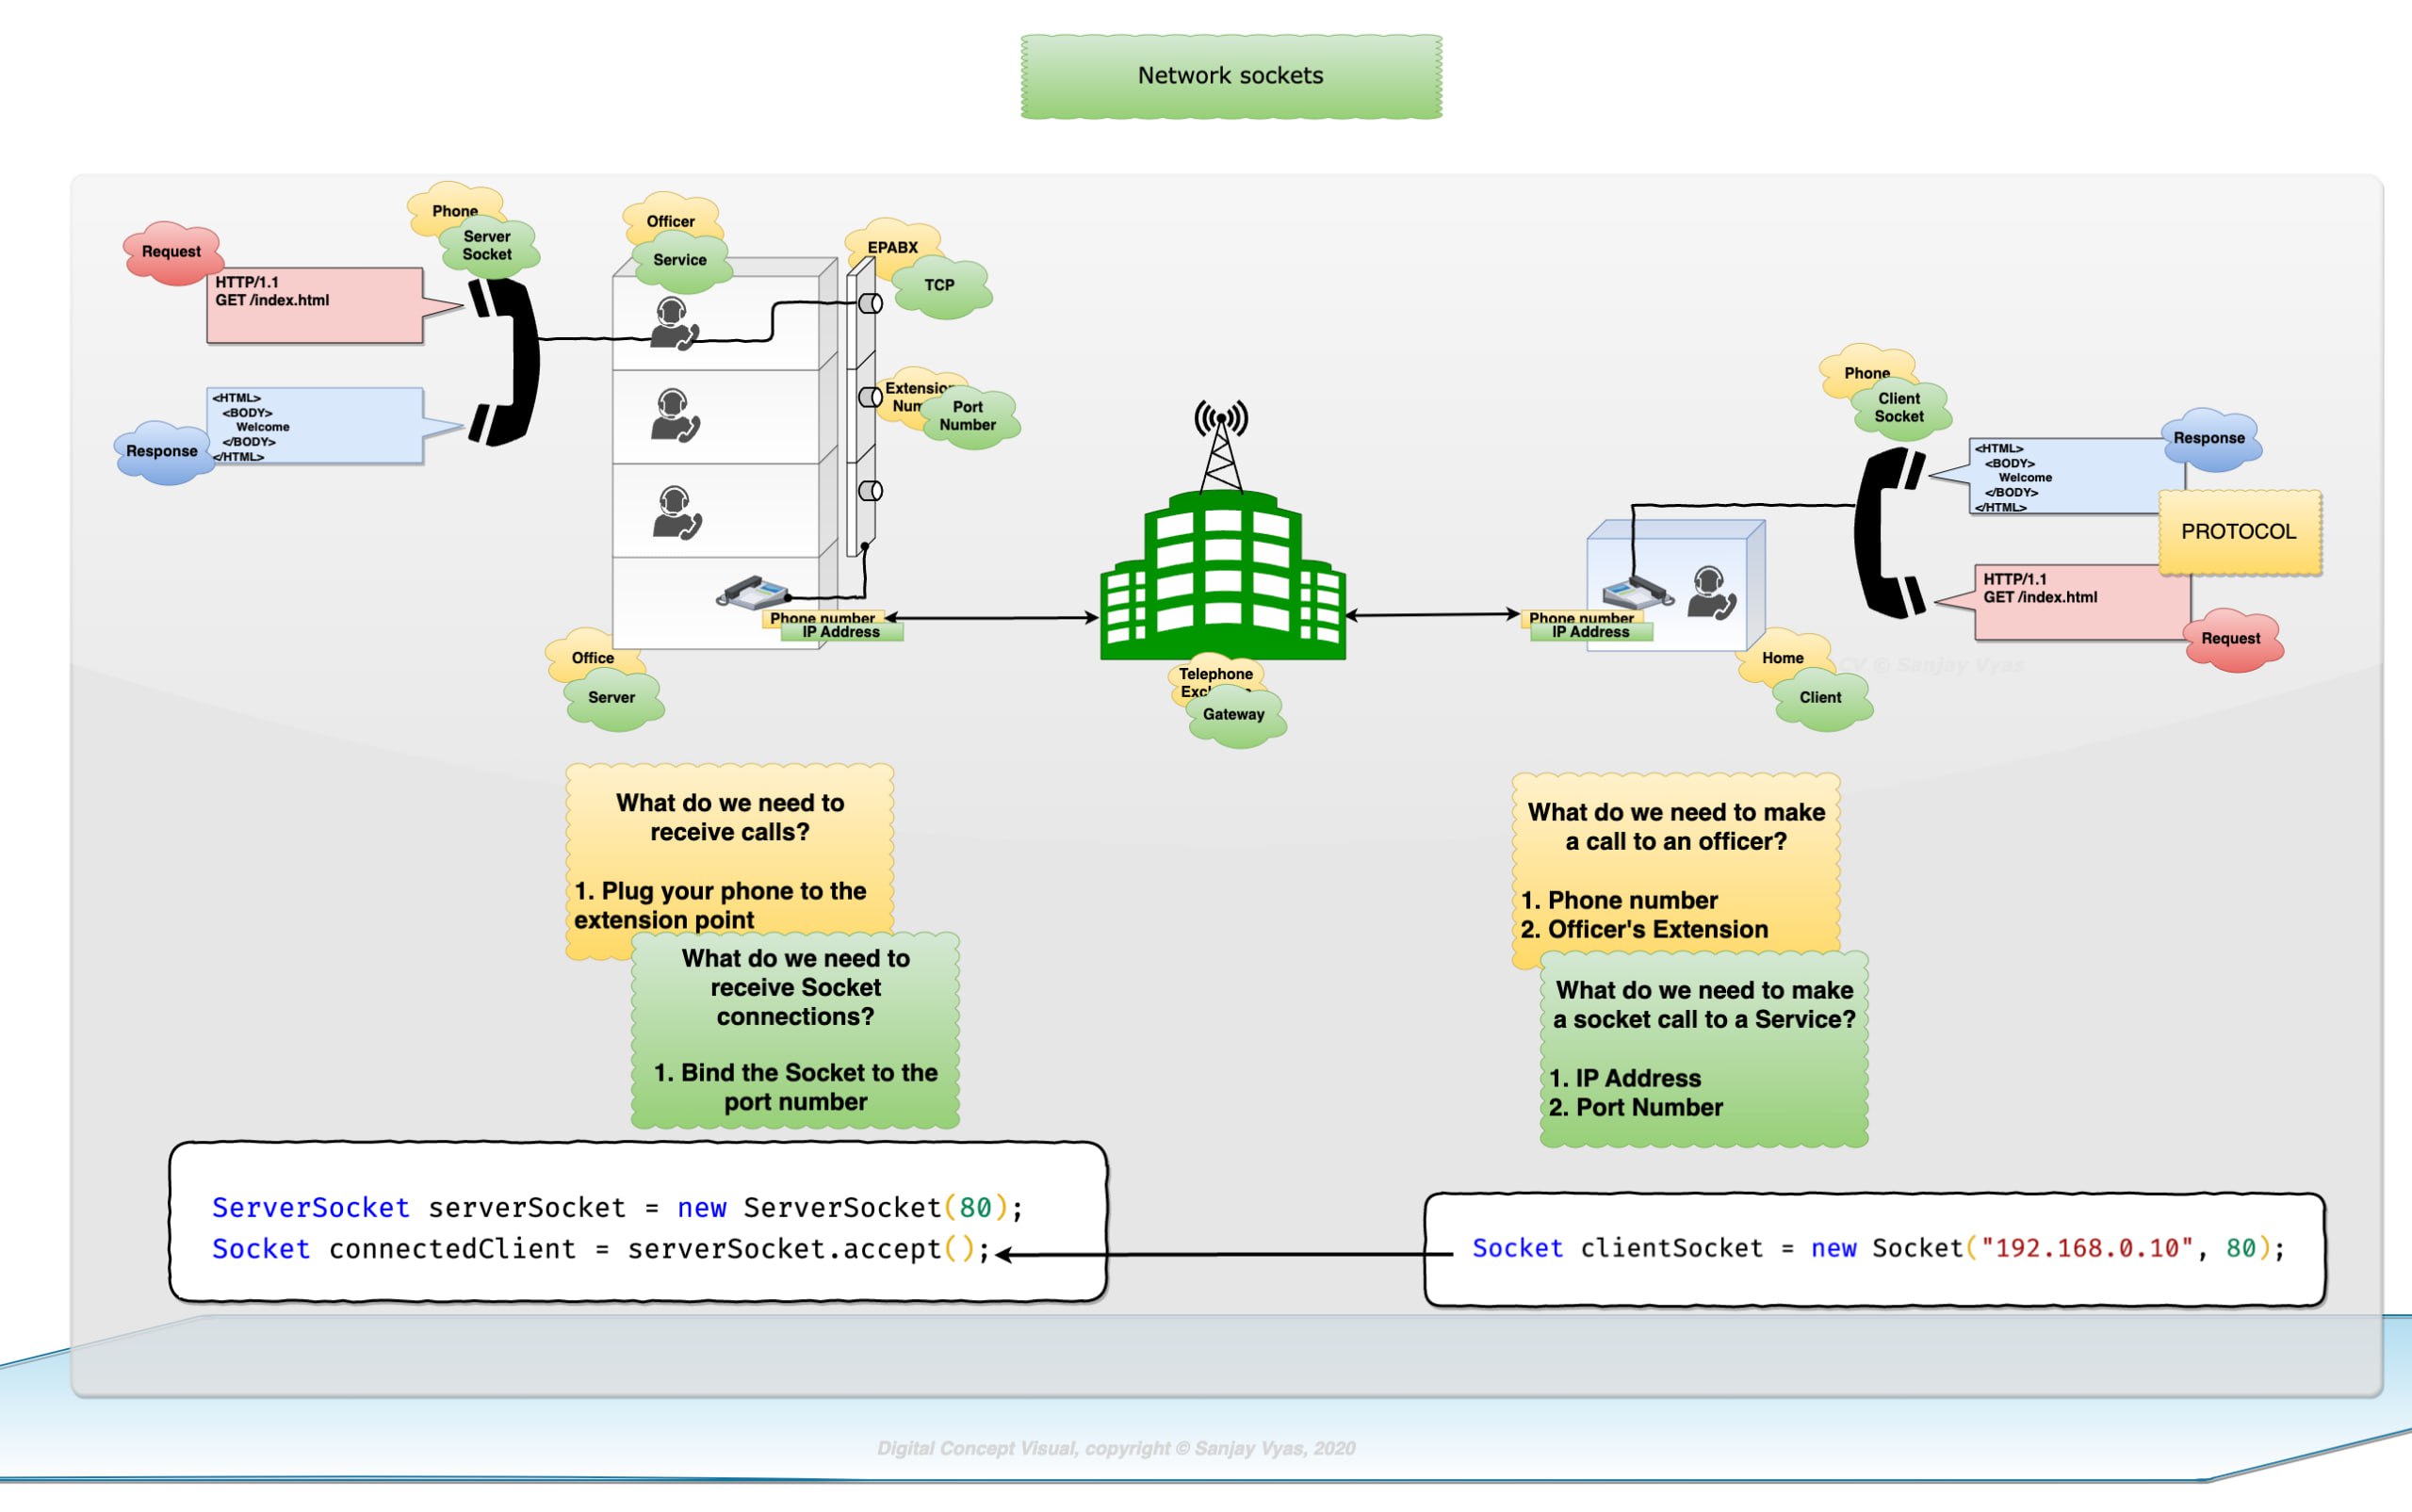 Network sockets
Phone
Server
Socket
Request
HTTP/1.1
GET /index.html
<HTML>
<BODY>
Welcome
</BODY>
</HTML>
Response
Officer
Service
EPABX
TCP
Port
Number
Phone number
IP Address
Office
Server
Telephone
Gateway
Phone number
IP Address
Home
Client
Phone
Client
Socket
<HTML>
<BODY>
Welcome
</BODY>
</HTML>
Response
PROTOCOL
HTTP/1.1
GET /index.html
Request
CV © Sanjay Vyas
What do we need to
receive calls?
1. Plug your phone to the
extension point
What do we need to
receive Socket
connections?
1. Bind the Socket to the
port number
What do we need to make
a call to an officer?
1. Phone number
2. Officer's Extension
What do we need to make
a socket call to a Service?
1. IP Address
2. Port Number
ServerSocket serverSocket = new ServerSocket(80);
Socket connectedClient = serverSocket.accept();
Socket clientSocket = new Socket("192.168.0.10", 80);
Digital Concept Visual, copyright © Sanjay Vyas, 2020